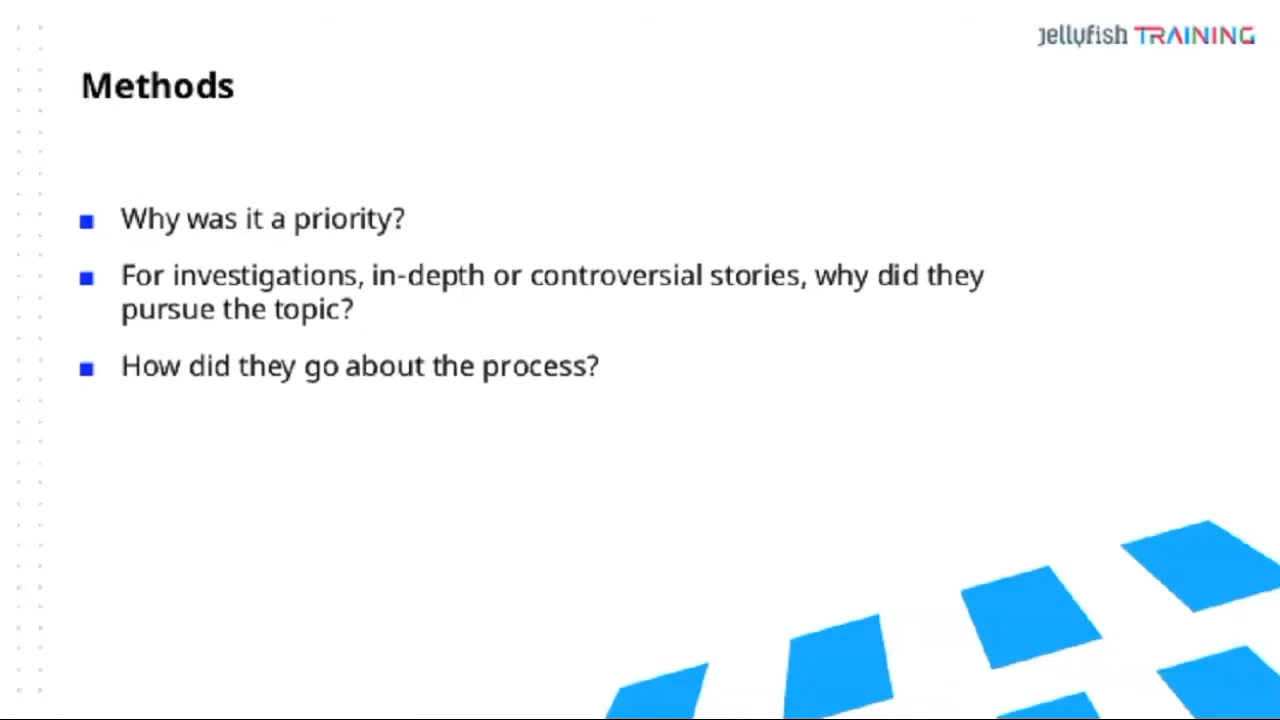 jellyfish TRAINING
Methods
Why was it a priority?
For investigations, in-depth or controversial stories, why did they
pursue the topic?
How did they go about the process?